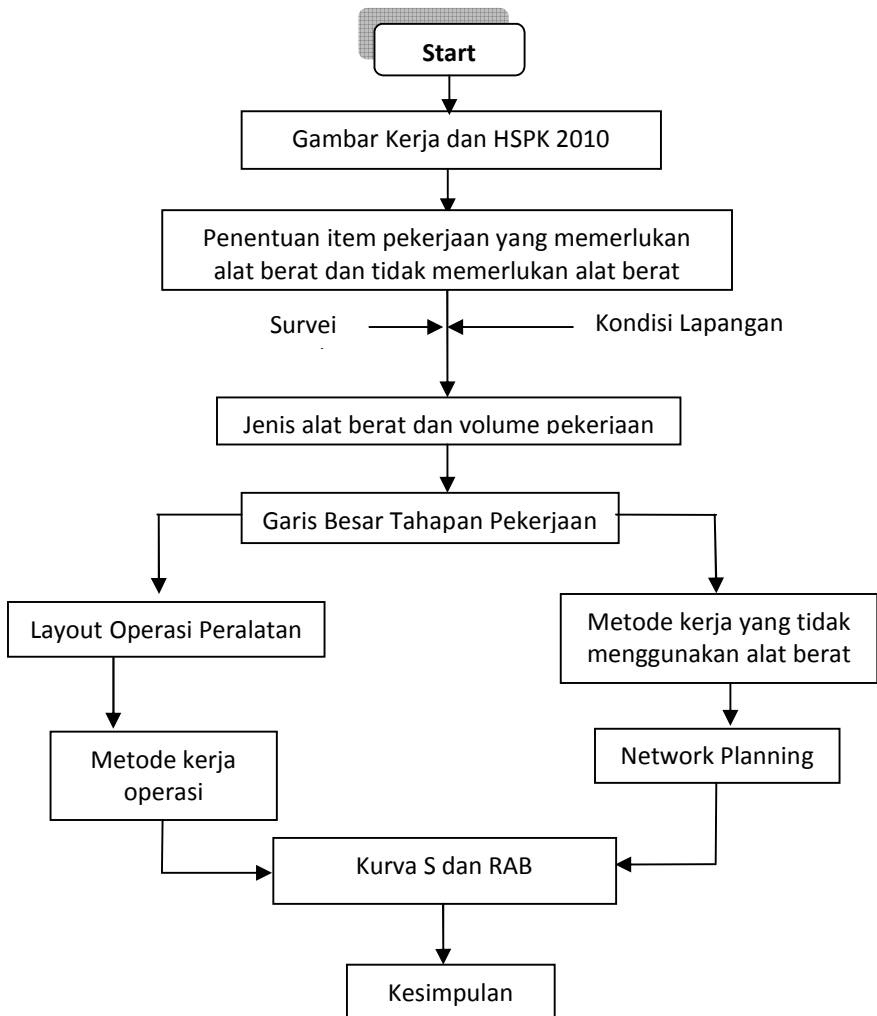 Start
Gambar Kerja dan HSPK 2010
Penentuan item pekerjaan yang memerlukan
alat berat dan tidak memerlukan alat berat
Survei
Kondisi Lapangan
Jenis alat berat dan volume pekerjaan
Garis Besar Tahapan Pekerjaan
Layout Operasi Peralatan
Metode kerja yang tidak
menggunakan alat berat
Metode kerja
operasi
Network Planning
Kurva S dan RAB
Kesimpulan